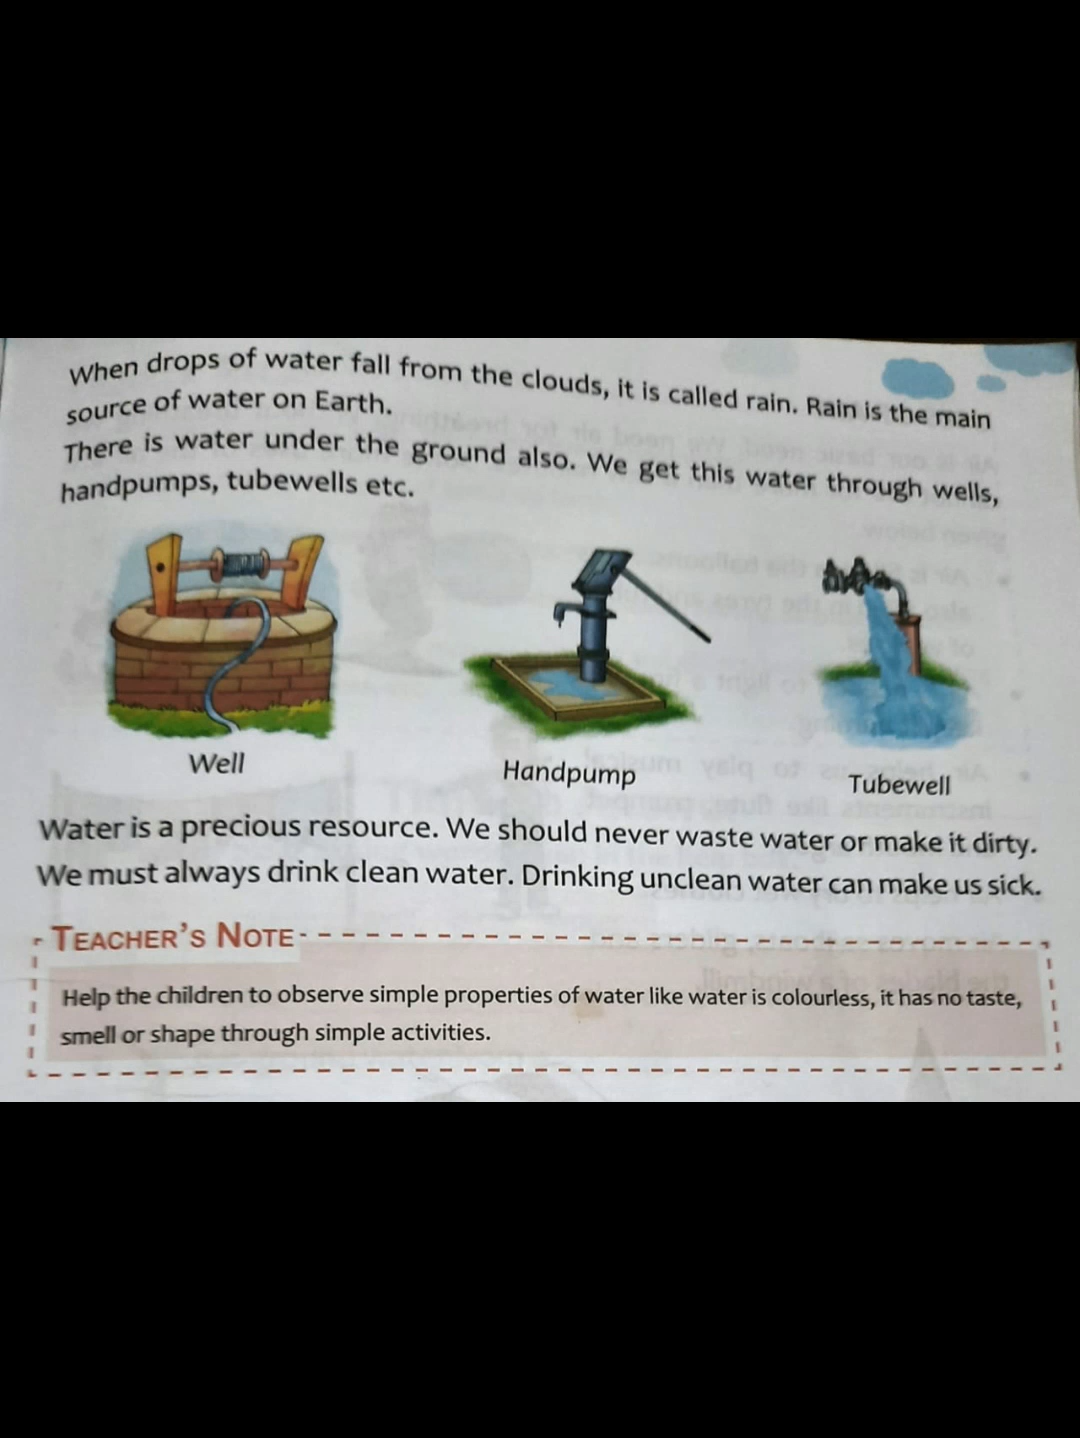 When drops of water fall from the clouds, it is called rain. Rain is the main
source of water on Earth.
There is water under the ground also. We get this water through wells,
handpumps, tubewells etc.
Well
Handpump
Tubewell
Water is a precious resource. We should never waste water or make it dirty.
We must always drink clean water. Drinking unclean water can make us sick.
TEACHER'S NOTE
Help the children to observe simple properties of water like water is colourless, it has no taste,
smell or shape through simple activities.